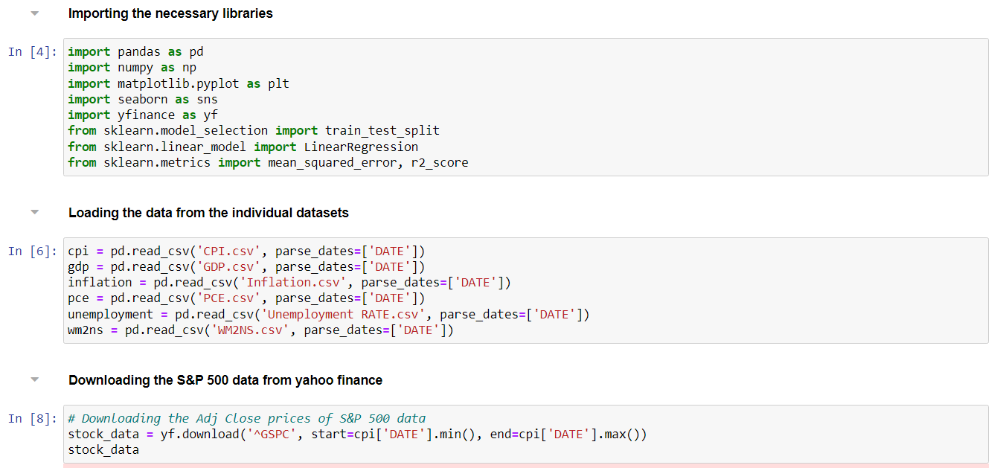 Importing the necessary libraries
In [4]:
import pandas as pd
import numpy as np
import matplotlib.pyplot as plt
import seaborn as sns
import yfinance as yf
from sklearn.model_selection import train_test_split
from sklearn.linear_model import LinearRegression
from sklearn.metrics import mean_squared_error, r2_score
Loading the data from the individual datasets
In [6]:
cpi = pd.read_csv('CPI.csv', parse_dates=['DATE'])
gdp = pd.read_csv('GDP.csv', parse_dates=['DATE'])
inflation = pd.read_csv('Inflation.csv', parse_dates=['DATE'])
pce = pd.read_csv('PCE.csv', parse_dates=['DATE'])
unemployment = pd.read_csv('Unemployment RATE.csv', parse_dates=['DATE'])
wm2ns = pd.read_csv('WM2NS.csv', parse_dates=['DATE'])
Downloading the S&P 500 data from yahoo finance
In [8]:
# Downloading the Adj Close prices of S&P 500 data
stock_data = yf.download('^GSPC', start=cpi['DATE'].min(), end=cpi['DATE'].max())
stock_data